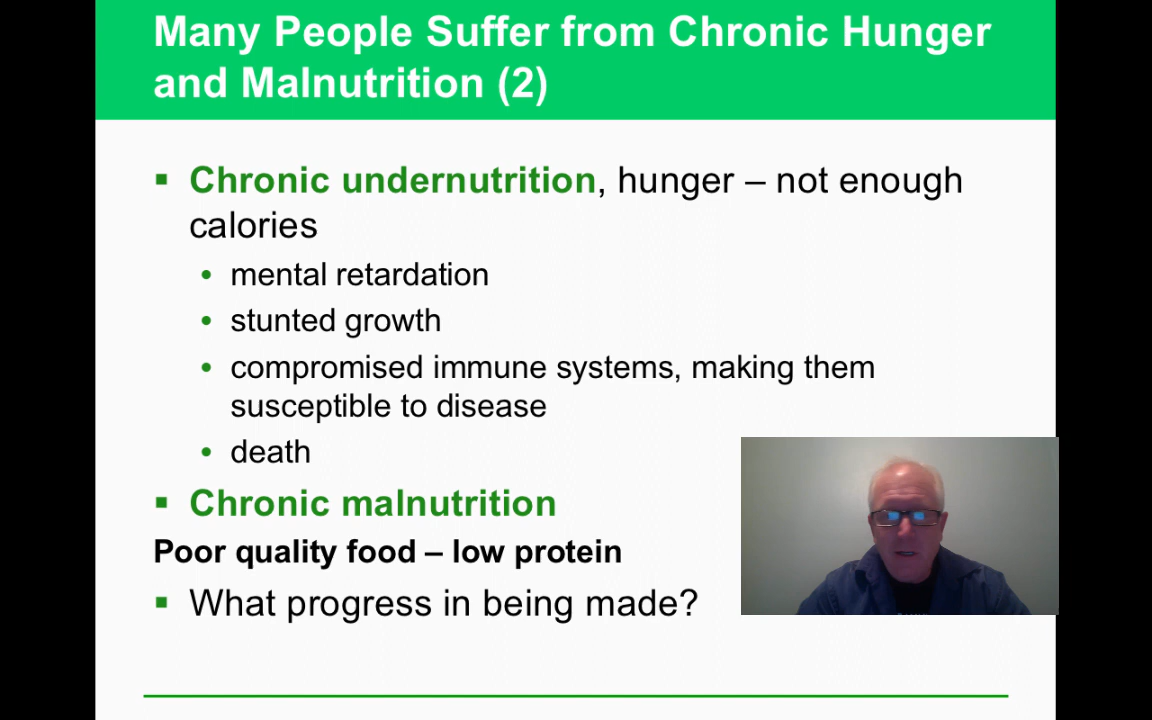 Many People Suffer from Chronic Hunger
and Malnutrition (2)
▪ Chronic undernutrition, hunger – not enough
calories
• mental retardation
• stunted growth
• compromised immune systems, making them
susceptible to disease
• death
▪ Chronic malnutrition
Poor quality food – low protein
▪ What progress in being made?